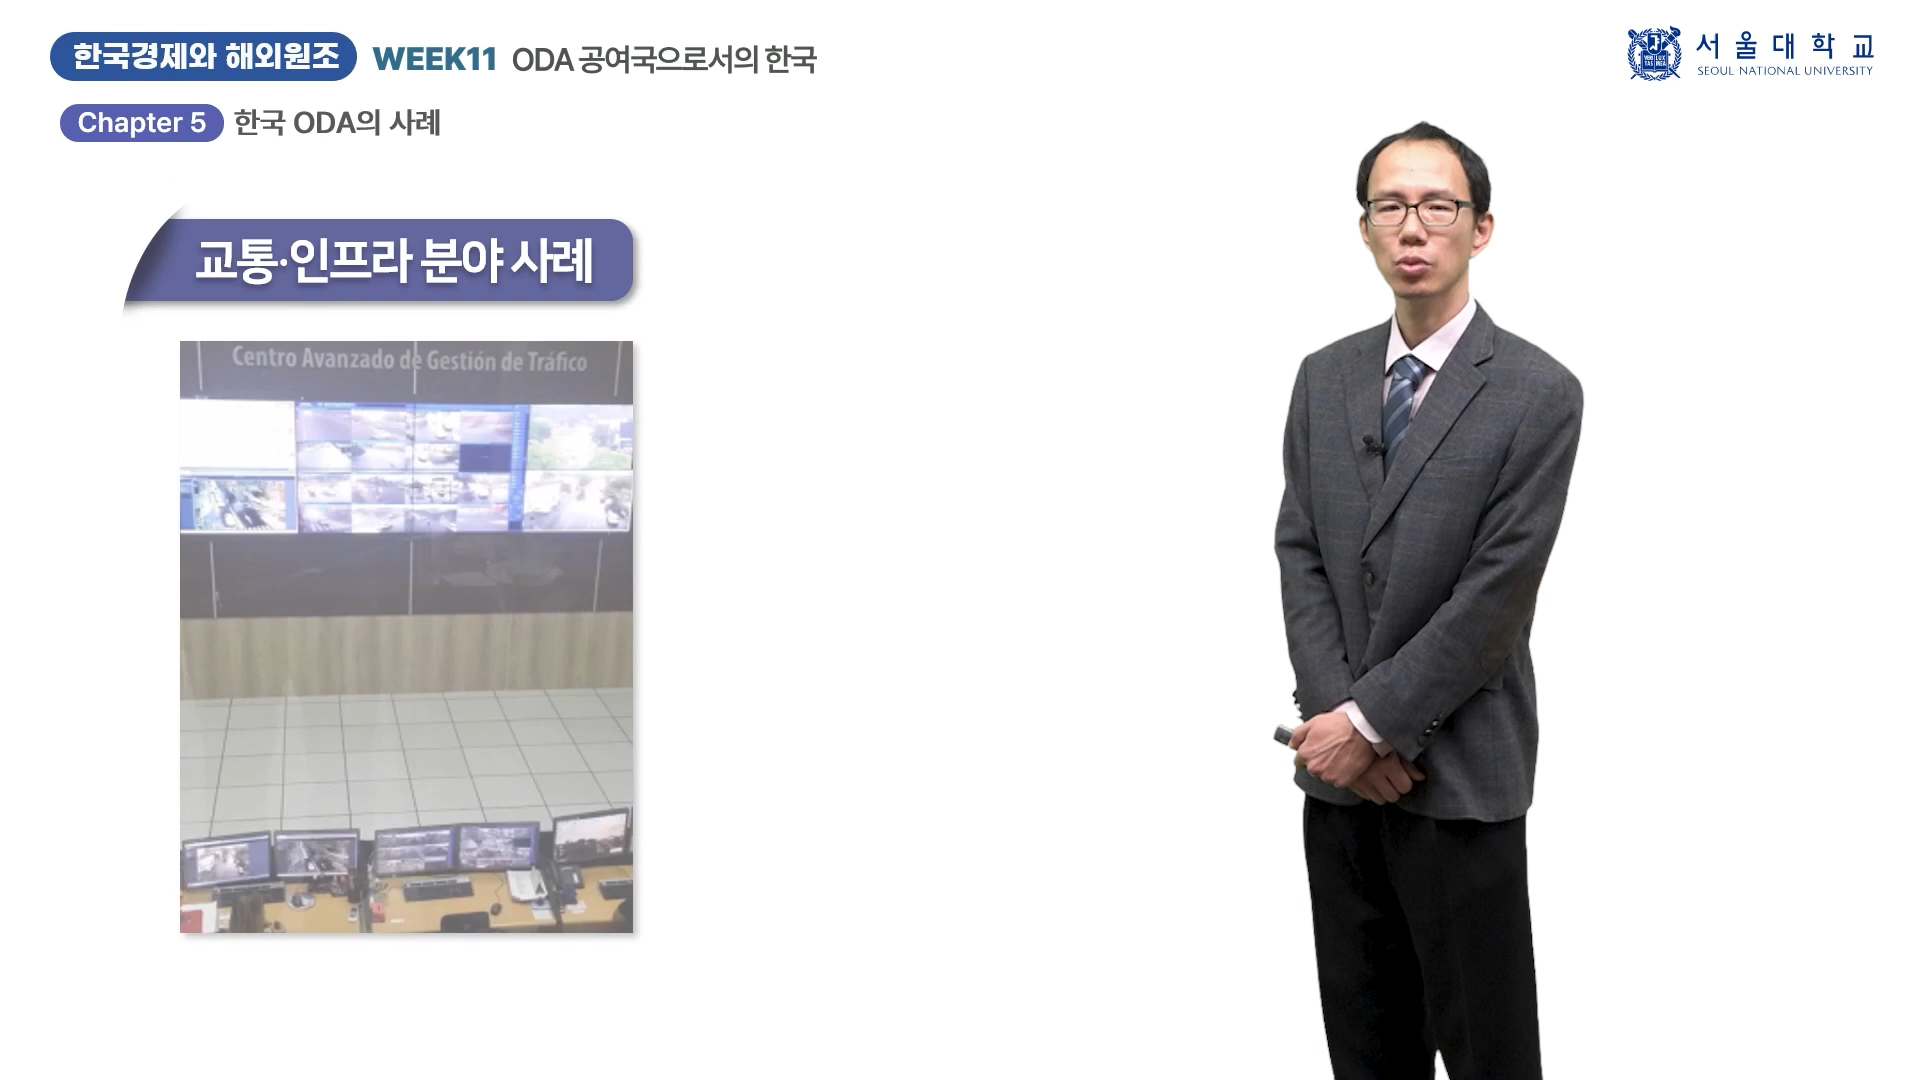 한국경제와 해외원조 WEEK11 ODA 공여국으로서의 한국
서울대학교
SEOUL NATIONAL UNIVERSITY
Chapter 5 한국 ODA의 사례
교통·인프라 분야 사례
Centro Avanzado de Gestión de Tráfico